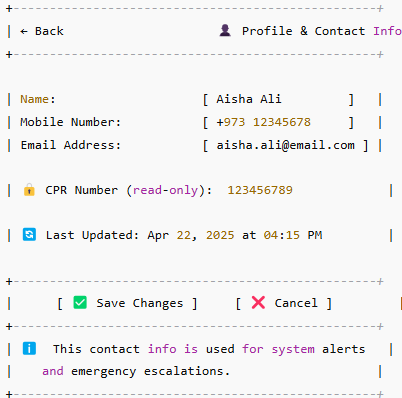 ← Back 👤 Profile & Contact Info
Name: [ Aisha Ali ]
Mobile Number: [ +973 12345678 ]
Email Address: [ aisha.ali@email.com ]
🔒 CPR Number (read-only): 123456789
🔄 Last Updated: Apr 22, 2025 at 04:15 PM
[ ✅ Save Changes ] [ ❌ Cancel ]
ℹ️ This contact info is used for system alerts
and emergency escalations.